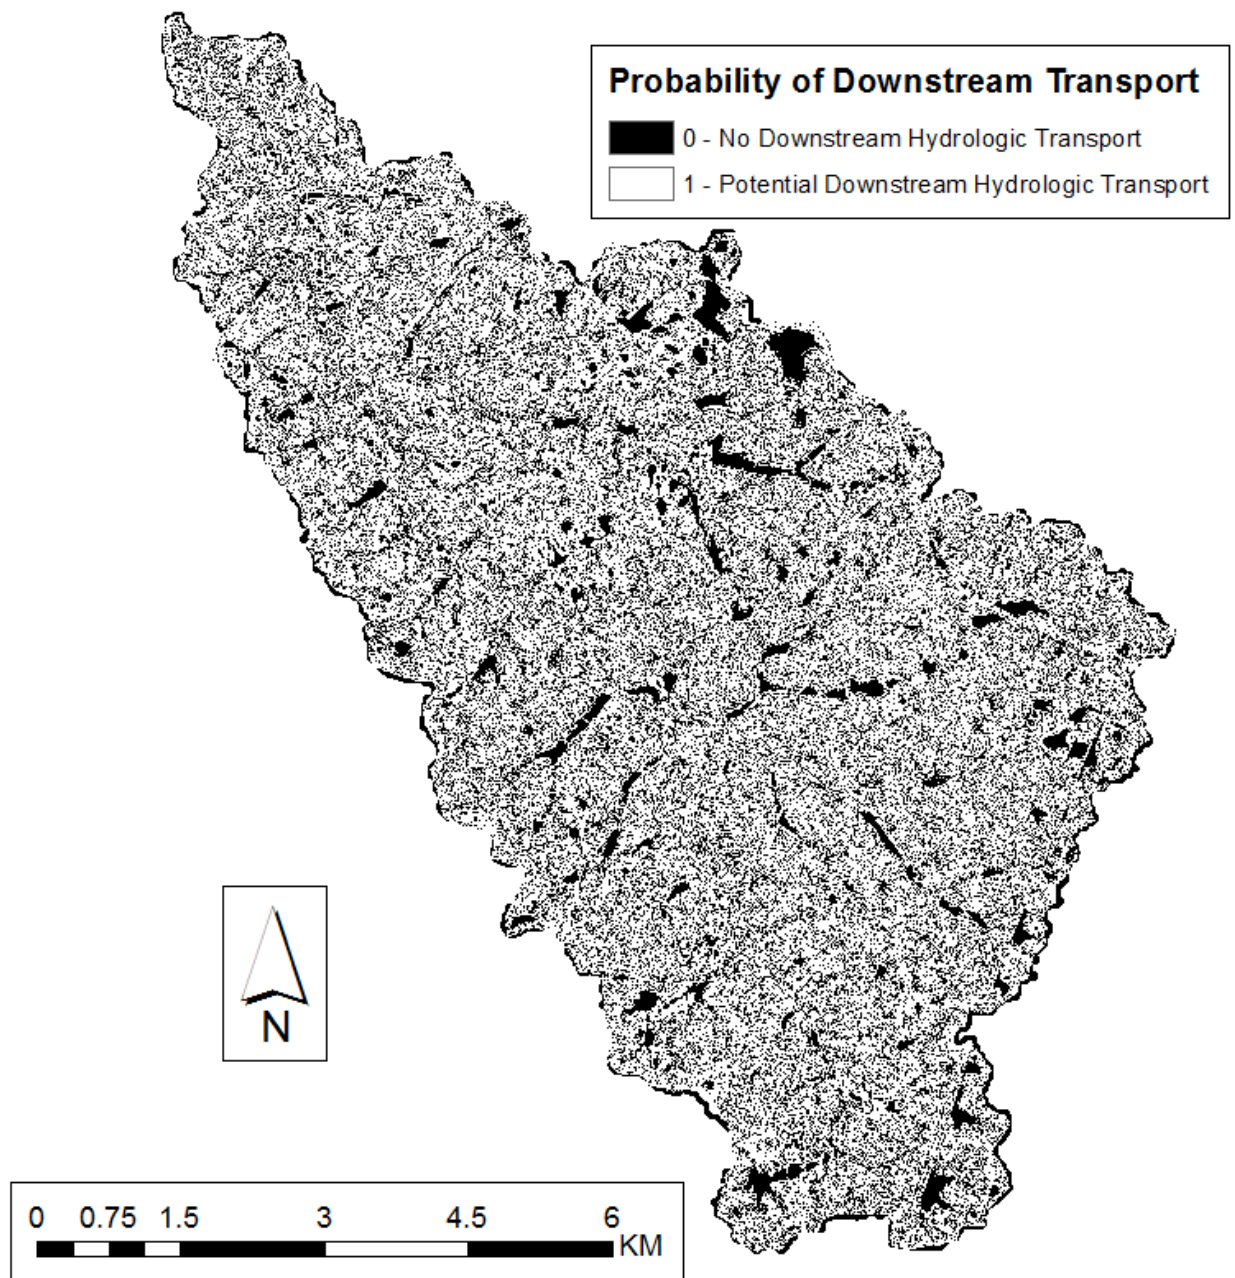 Probability of Downstream Transport
0 - No Downstream Hydrologic Transport
1 - Potential Downstream Hydrologic Transport
N
0 0.75 1.5 3 4.5 6
KM